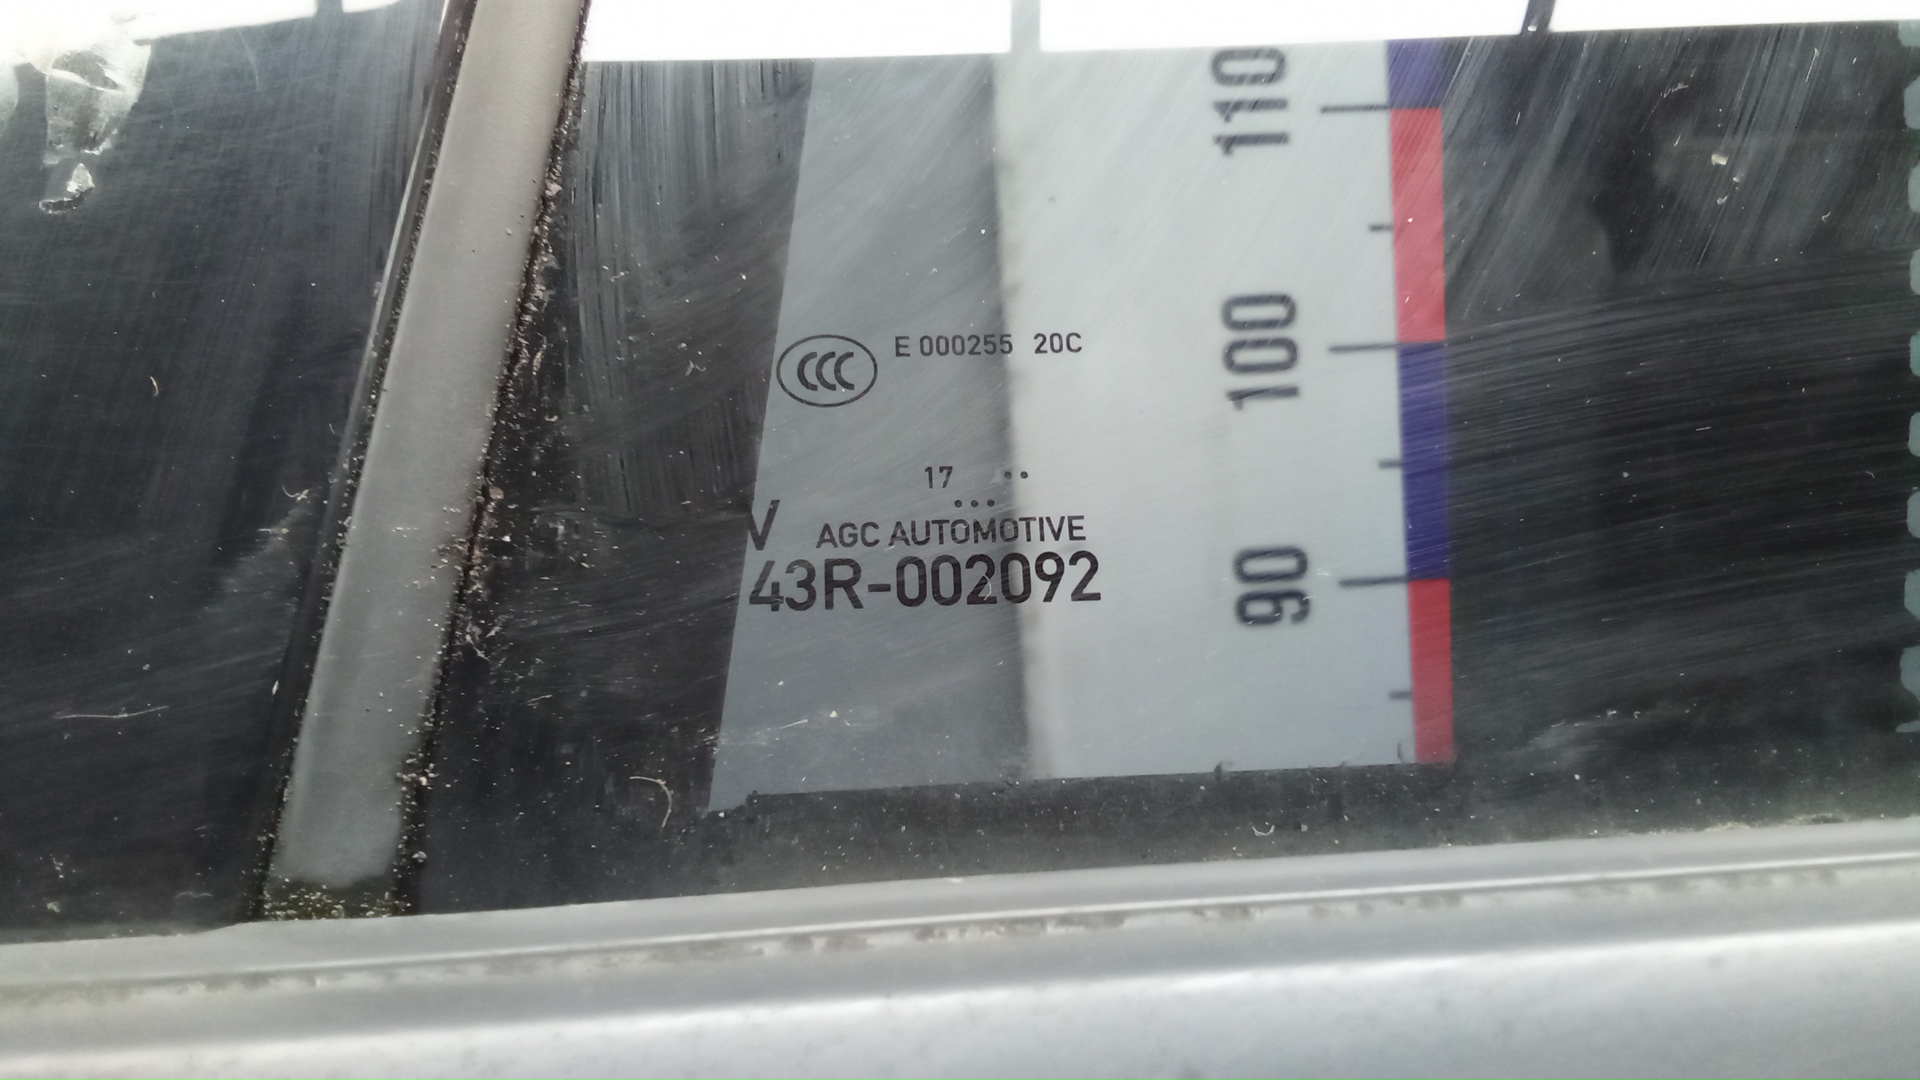 CCC E 000255 20C
17 ..
...
V AGC AUTOMOTIVE
43R-002092
110
100
90